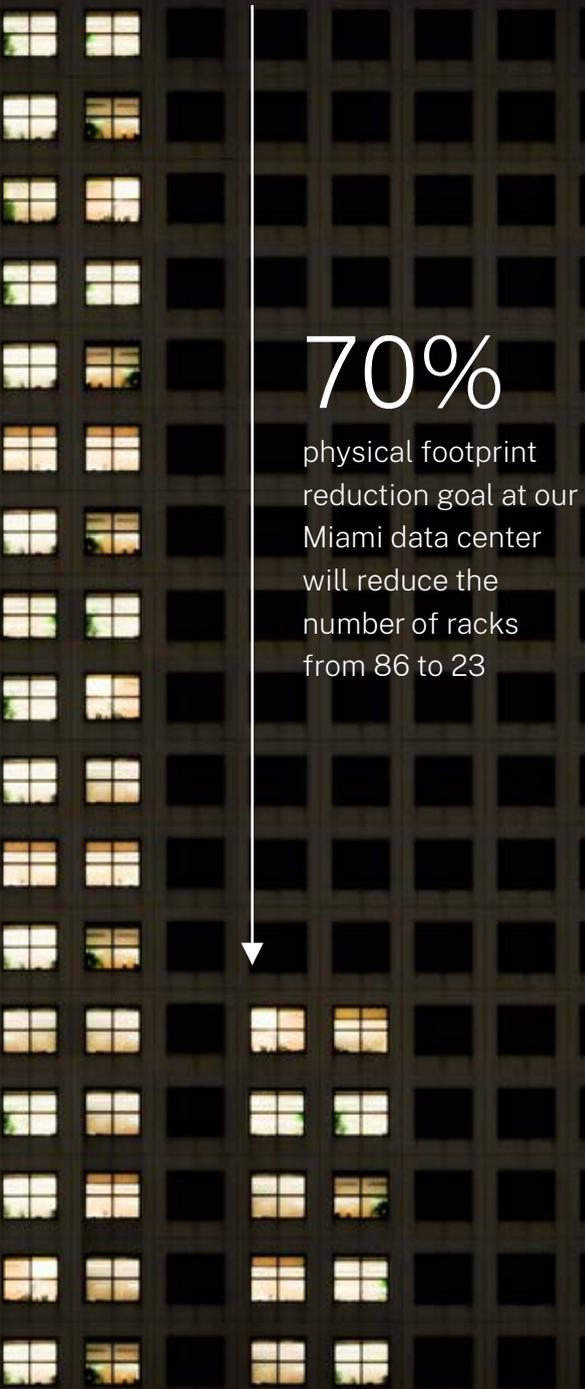 70%
physical footprint
reduction goal at our
Miami data center
will reduce the
number of racks
from 86 to 23